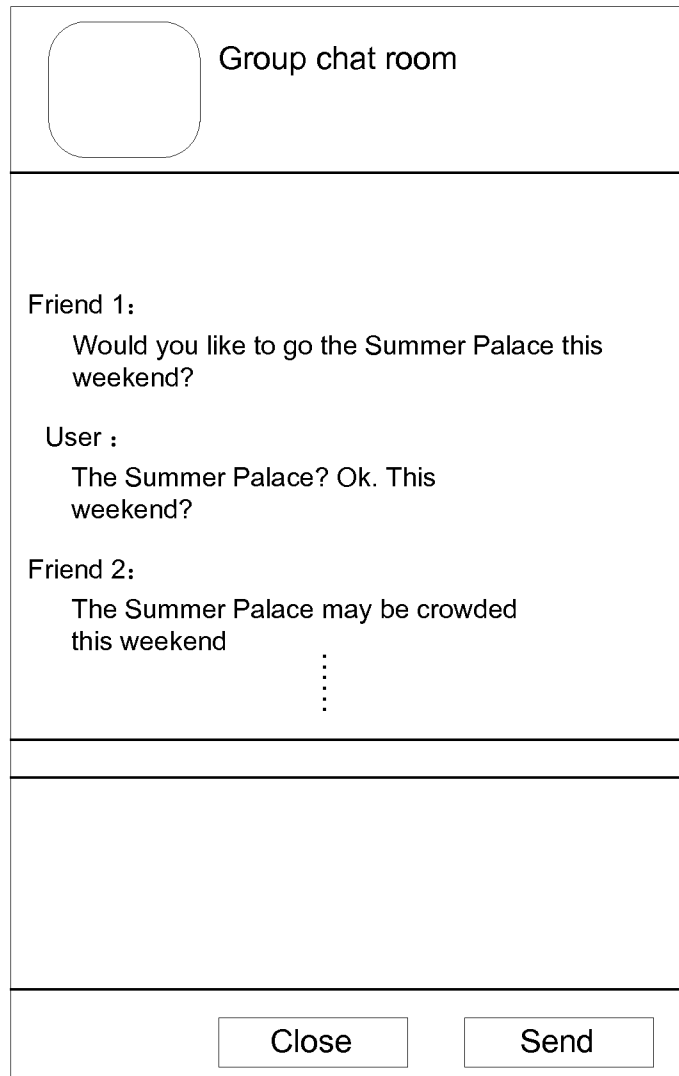 Group chat room
Friend 1：
Would you like to go the Summer Palace this
weekend?
User：
The Summer Palace? Ok. This
weekend?
Friend 2：
The Summer Palace may be crowded
this weekend
Close
Send